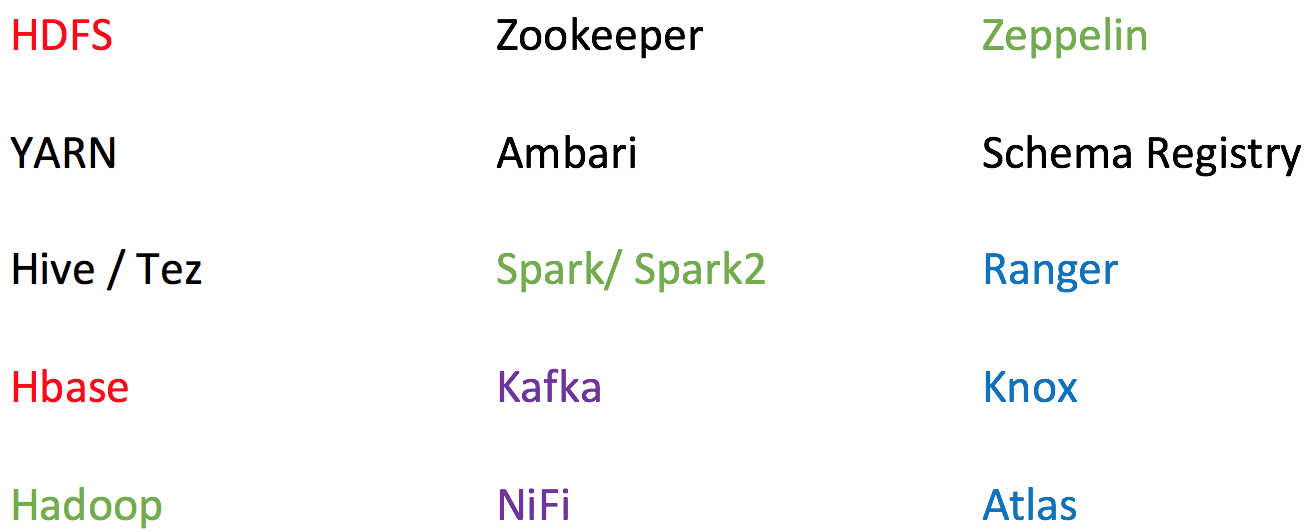 HDFS
Zookeeper
Zeppelin
YARN
Ambari
Schema Registry
Hive / Tez
Spark/ Spark2
Ranger
Hbase
Kafka
Knox
Hadoop
NiFi
Atlas